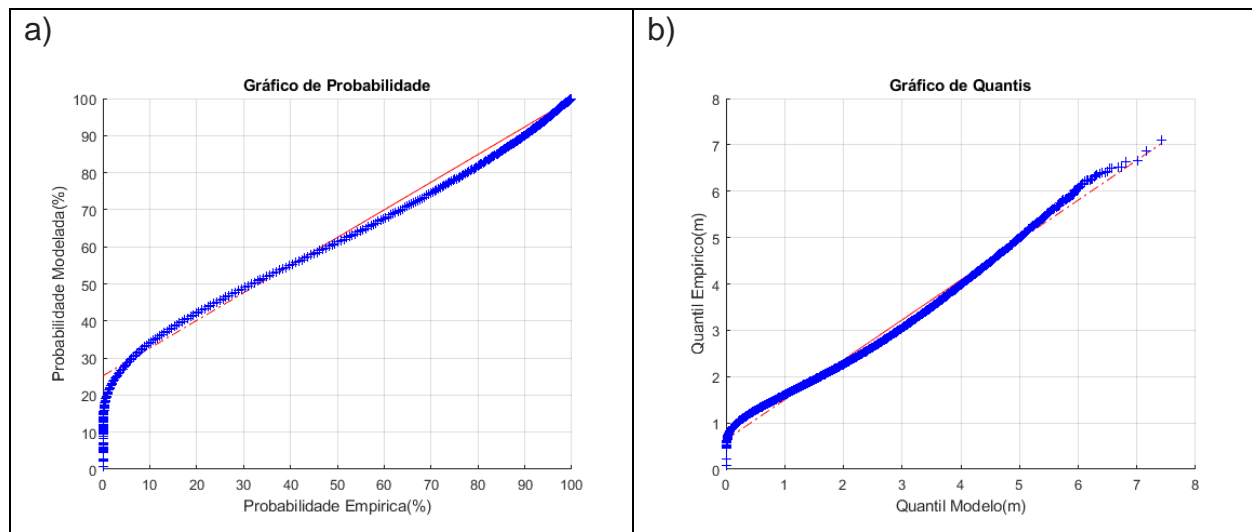 a)
Gráfico de Probabilidade
100
90
80
70
60
50
40
30
20
10
0
Probabilidade Modelada(%)
0 10 20 30 40 50 60 70 80 90 100
Probabilidade Empírica(%)
b)
Gráfico de Quantis
8
7
6
5
4
3
2
1
0
Quantil Empírico(m)
0 1 2 3 4 5 6 7 8
Quantil Modelo(m)